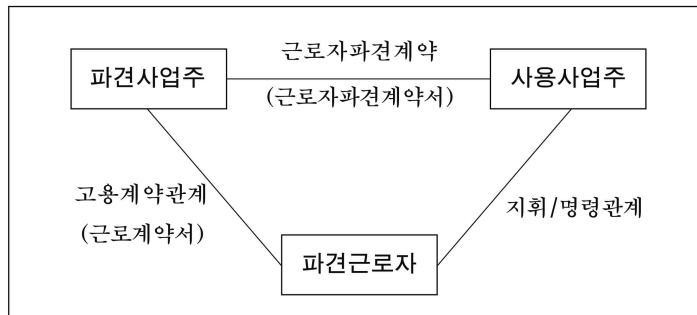 근로자파견계약
파견사업주
사용사업주
(근로자파견계약서)
고용계약관계
지휘/명령관계
(근로계약서)
파견근로자